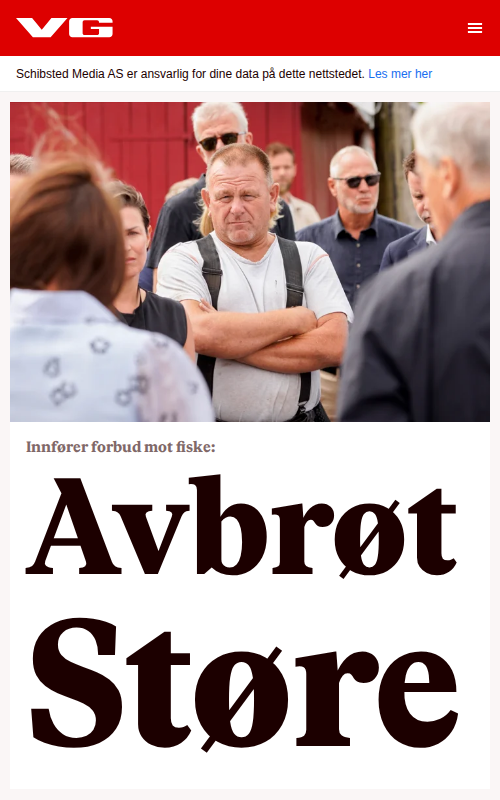 VG
Schibsted Media AS er ansvarlig for dine data på dette nettstedet. Les mer her
Innfører forbud mot fiske:
Avbrøt
Støre